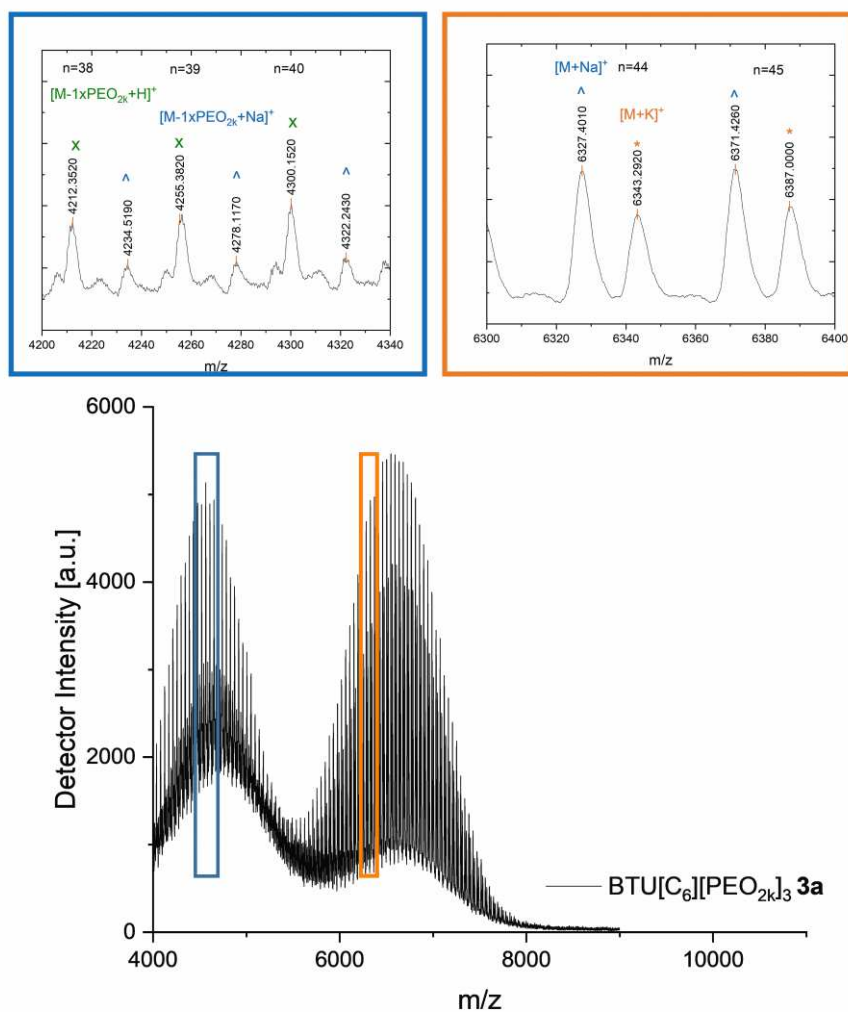 n=38 n=39 n=40
[M-1xPEO₂ₖ+H]⁺
[M-1xPEO₂ₖ+Na]⁺
x ^ x ^ x ^
4212.3520 4234.5190 4255.3820 4278.1170 4300.1520 4322.2430
4200 4220 4240 4260 4280 4300 4320 4340
m/z
[M+Na]⁺ n=44 n=45
[M+K]⁺
^ * ^ *
6327.4010 6343.2920 6371.4260 6387.0000
6300 6320 6340 6360 6380 6400
m/z
6000
4000
2000
0
Detector Intensity [a.u.]
BTU[C₆][PEO₂ₖ]₃ 3a
4000 6000 8000 10000
m/z